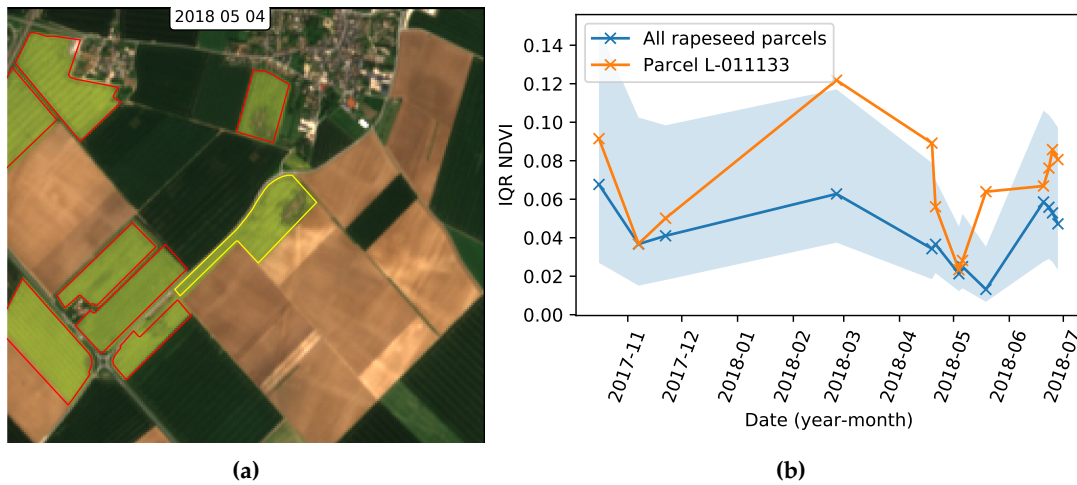 2018 05 04
(a)
All rapeseed parcels
Parcel L-011133
IQR NDVI
0.14
0.12
0.10
0.08
0.06
0.04
0.02
0.00
2017-11
2017-12
2018-01
2018-02
2018-03
2018-04
2018-05
2018-06
2018-07
Date (year-month)
(b)